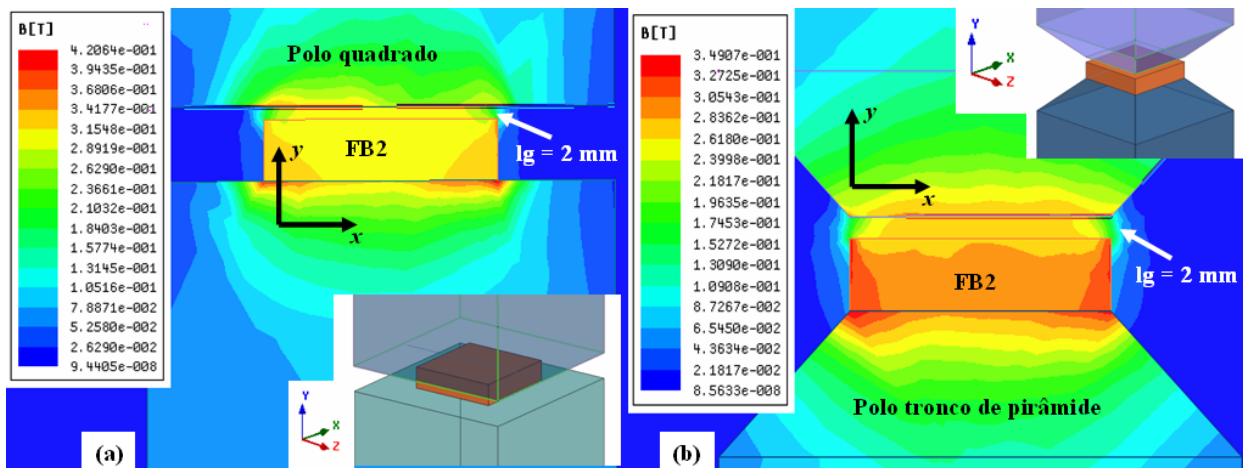 B[T]
4.2064e-001
3.9435e-001
3.6806e-001
3.4177e-001
3.1548e-001
2.8919e-001
2.6290e-001
2.3661e-001
2.1032e-001
1.8403e-001
1.5774e-001
1.3145e-001
1.0516e-001
7.8871e-002
5.2580e-002
2.6290e-002
9.4405e-008
Polo quadrado
FB2
y
x
lg = 2 mm
Y
X
Z
(a)
B[T]
3.4907e-001
3.2725e-001
3.0543e-001
2.8362e-001
2.6180e-001
2.3998e-001
2.1817e-001
1.9635e-001
1.7453e-001
1.5272e-001
1.3090e-001
1.0908e-001
8.7267e-002
6.5450e-002
4.3634e-002
2.1817e-002
8.5633e-008
Y
X
Z
y
x
FB2
lg = 2 mm
Polo tronco de pirâmide
(b)